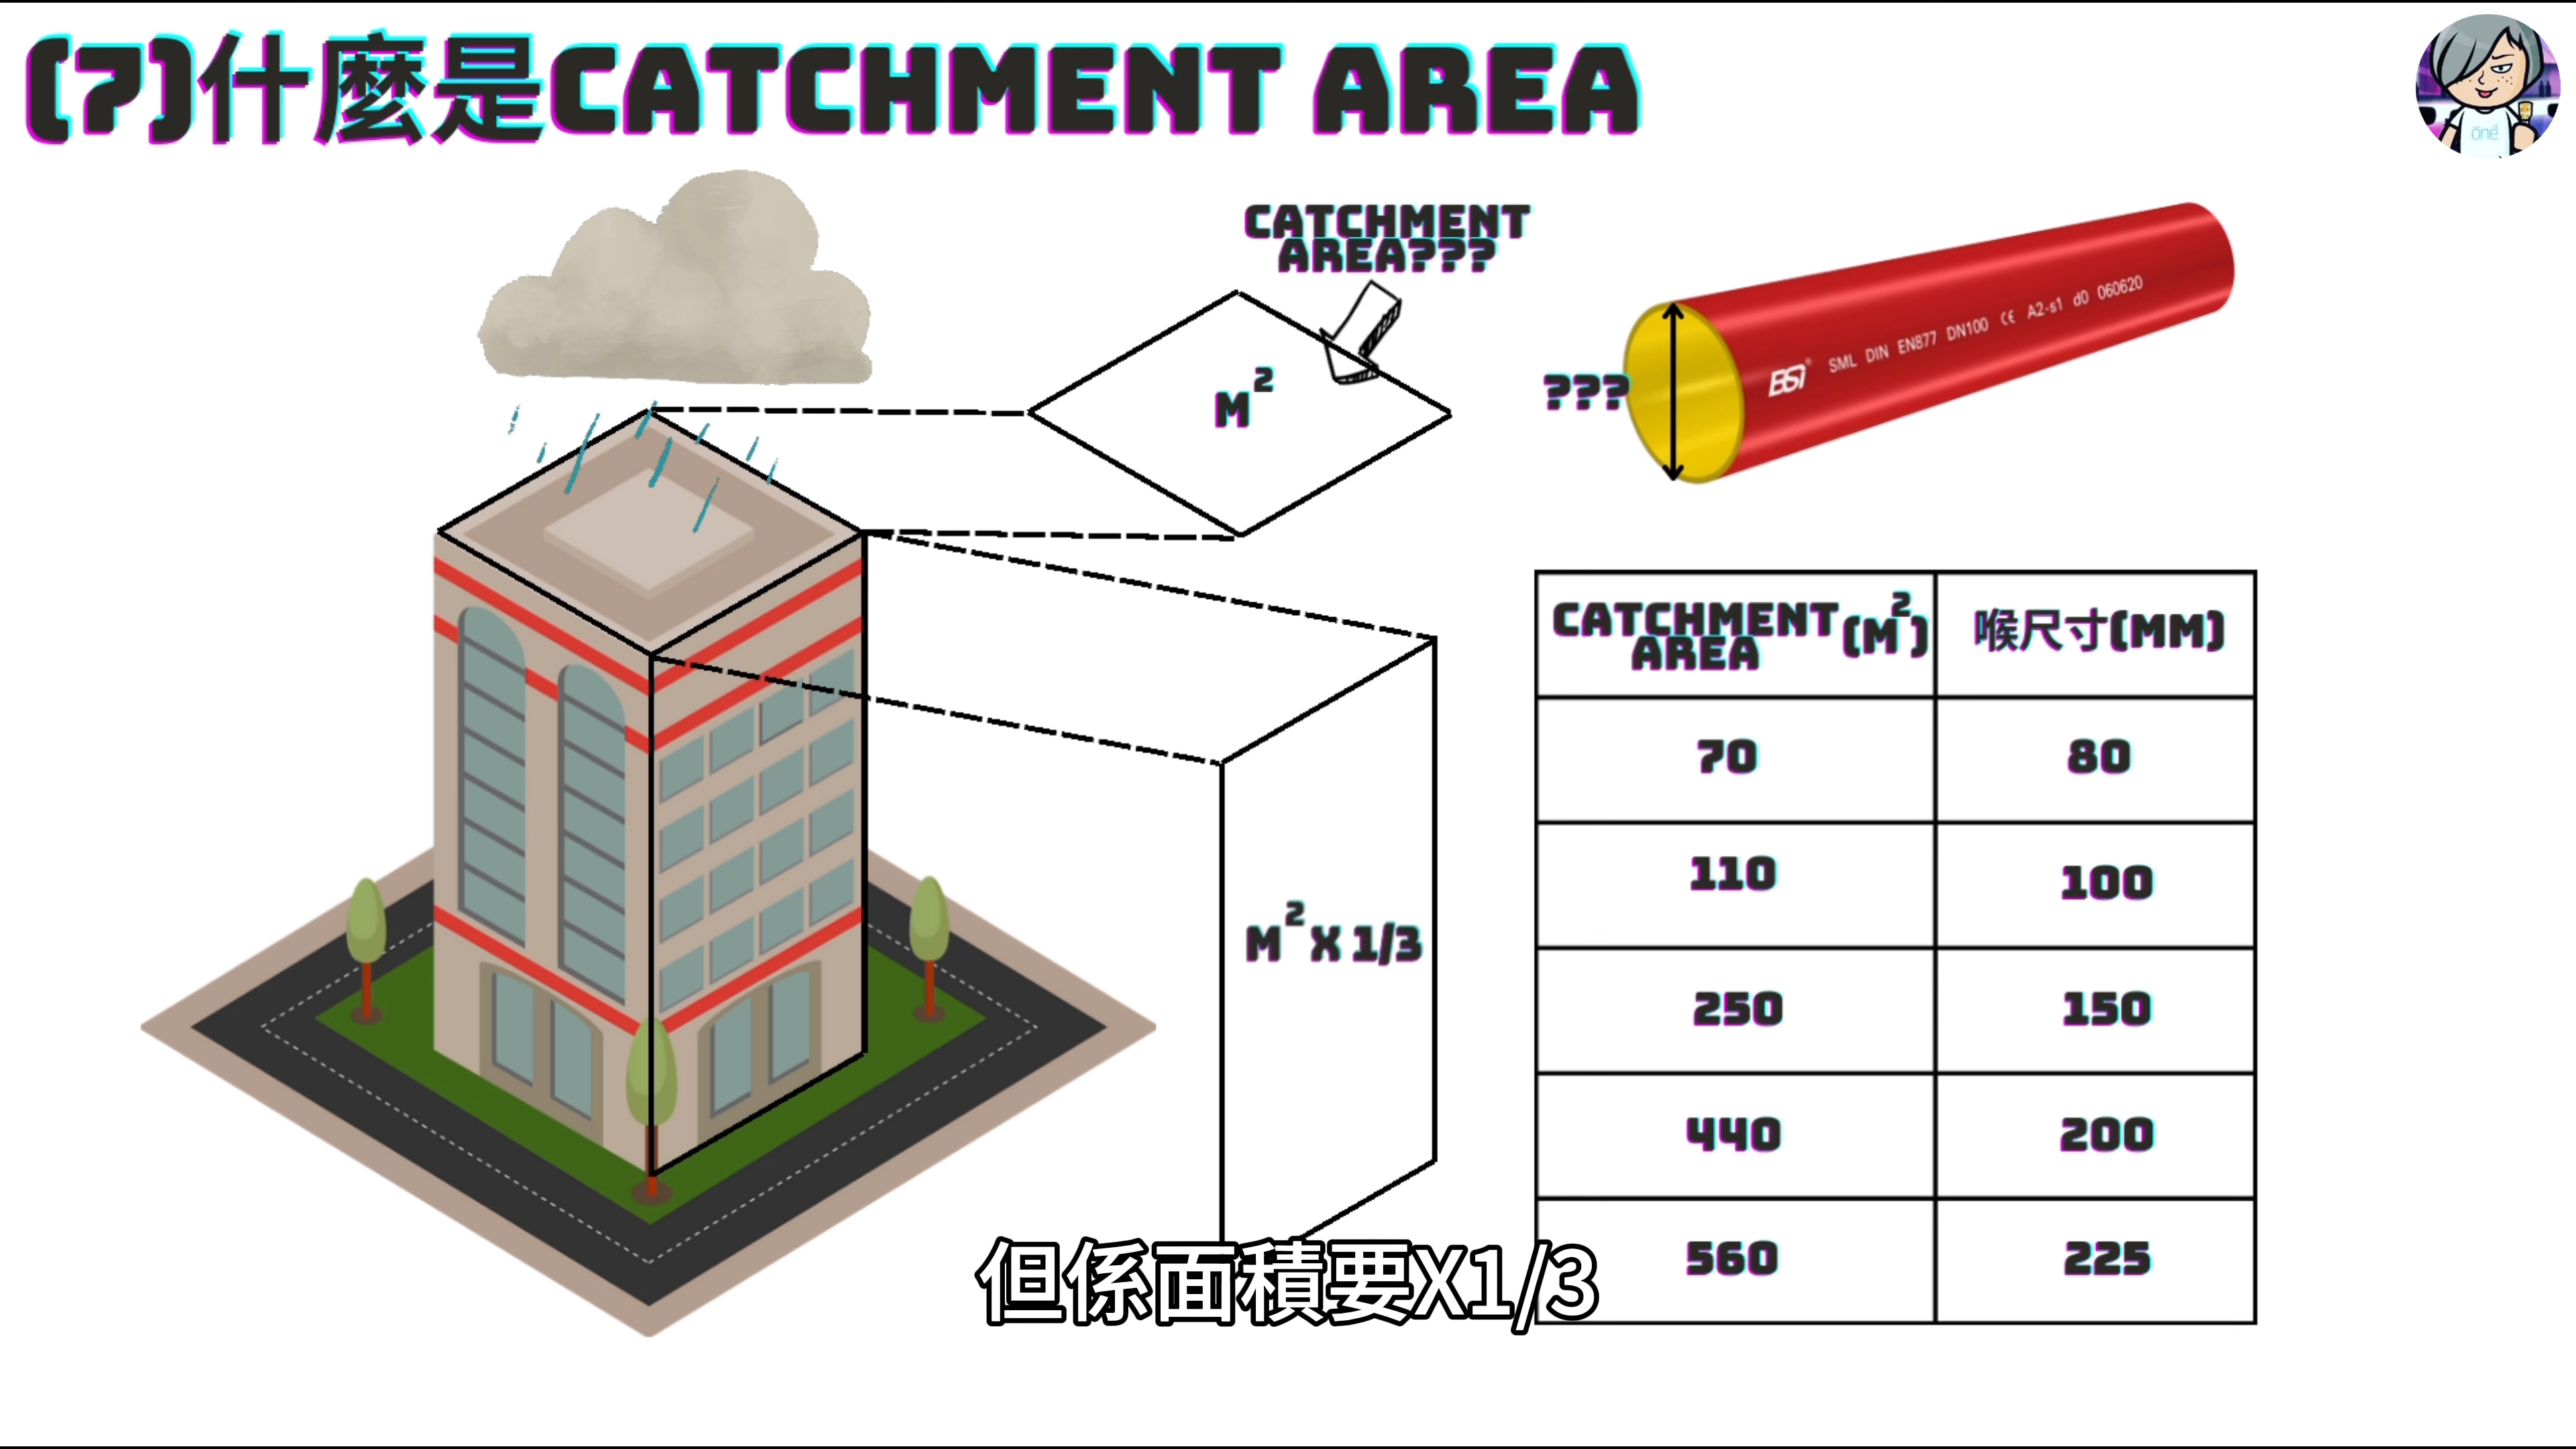 (7)什麼是CATCHMENT AREA
one
CATCHMENT
AREA???
M²
???
BSI® SML DIN EN877 DN100 CE A2-s1 d0 060620
M² X 1/3
CATCHMENT AREA (M²) 喉尺寸(MM)
70 80
110 100
250 150
440 200
560 225
但係面積要X1/3